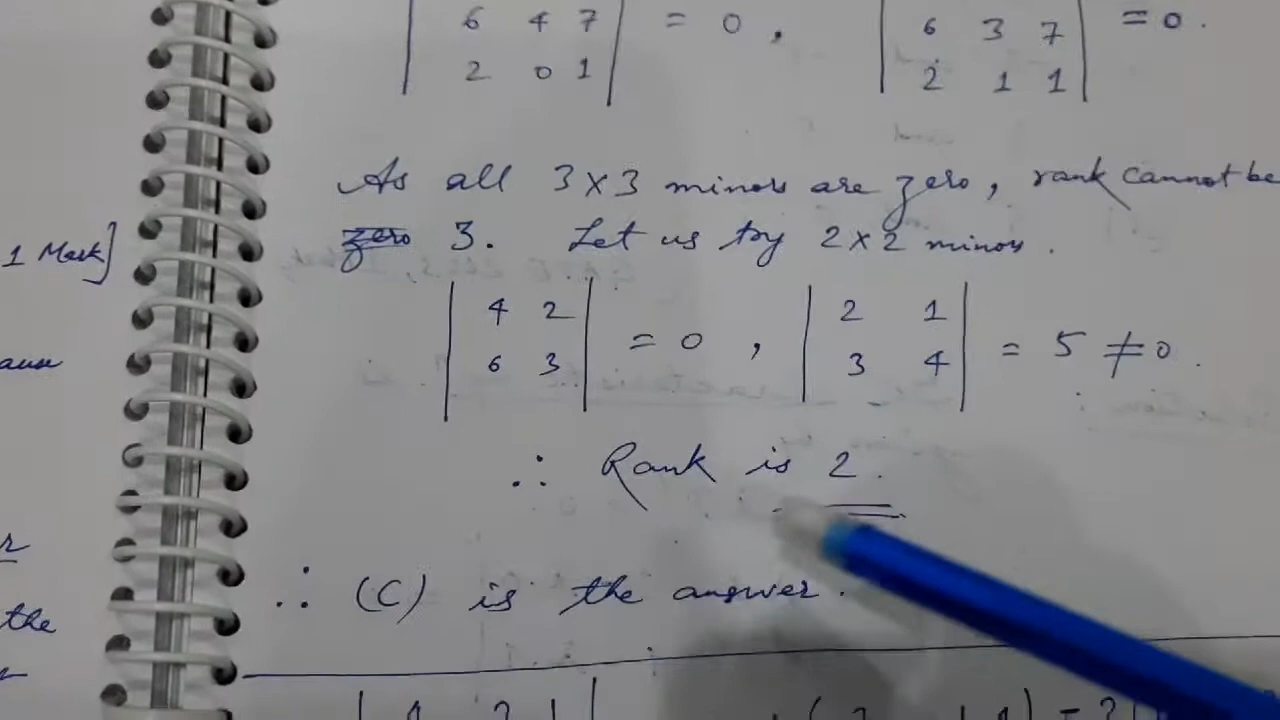 6 4 7 = 0 , 6 3 7 = 0 .
2 0 1 2 1 1
As all 3 x 3 minors are zero, rank cannot be
zero 3. Let us try 2 x 2 minors .
1 Mark]
4 2 2 1
6 3 = 0 , 3 4 = 5 ≠ 0 .
ause
∴ Rank is 2 .
∴ (C) is the answer .
the